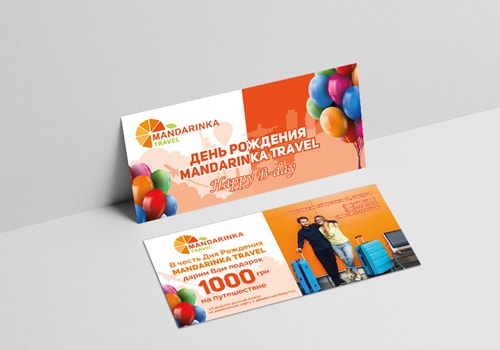 MANDARINKA
TRAVEL
ДЕНЬ РОЖДЕНИЯ
MANDARINKA TRAVEL
Happy B-day
MANDARINKA
TRAVEL
В честь Дня Рождения
MANDARINKA TRAVEL
дарим Вам подарок
1000 грн
на путешествие